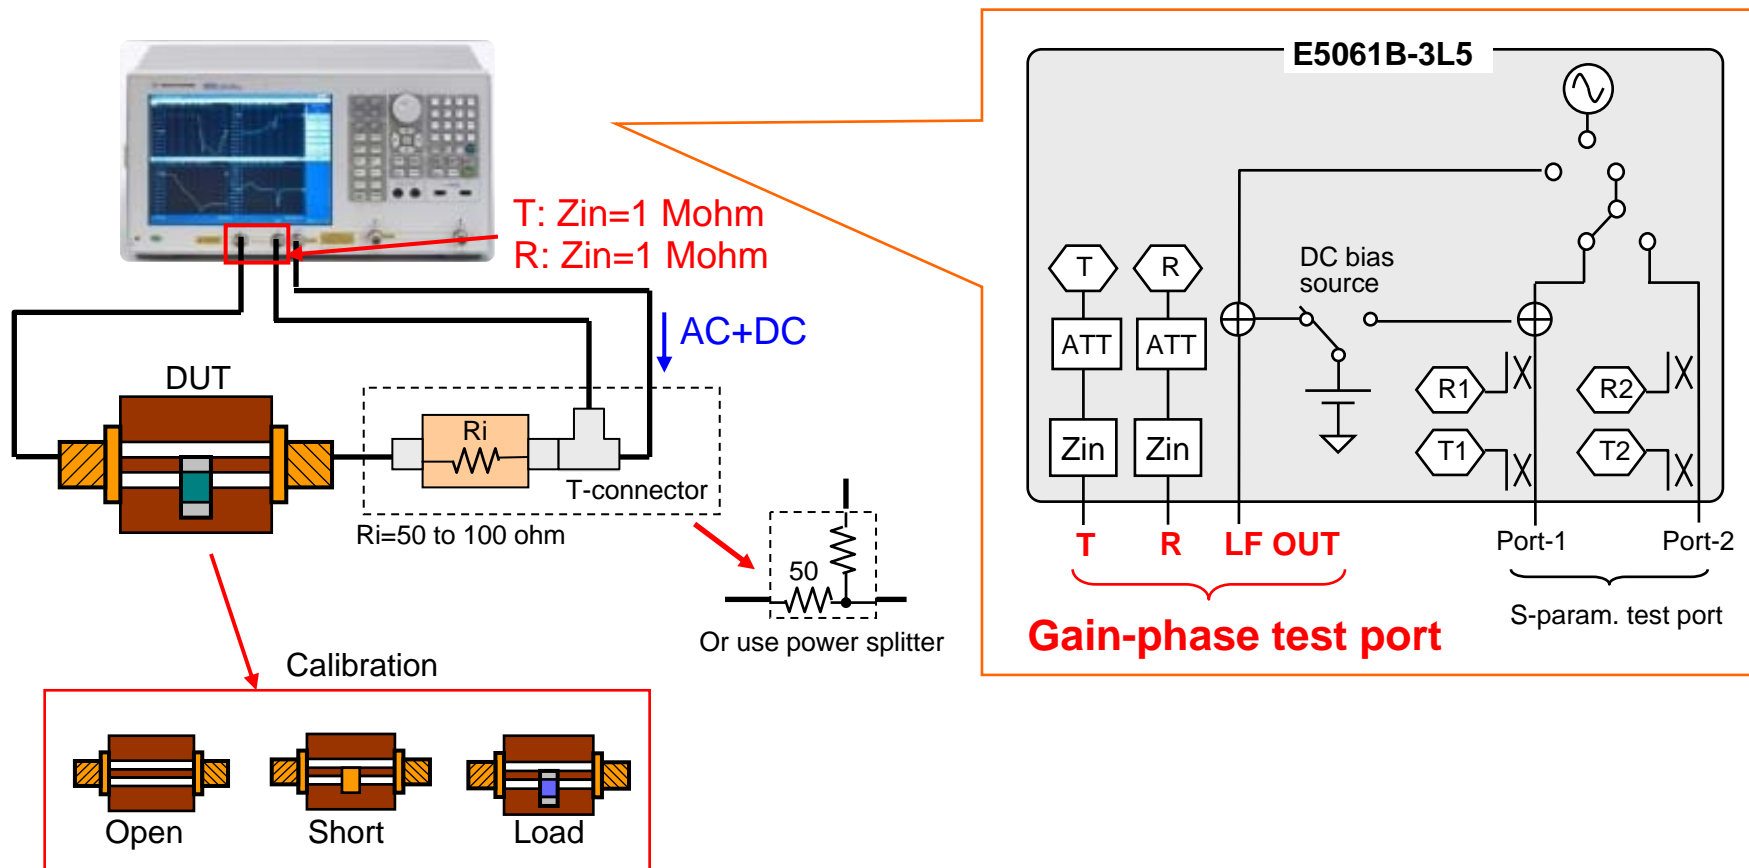 E5061B-3L5
T: Zin=1 Mohm
R: Zin=1 Mohm
AC+DC
DUT
Ri
T-connector
Ri=50 to 100 ohm
50
Or use power splitter
Calibration
Open
Short
Load
T
R
DC bias
source
ATT
ATT
Zin
Zin
R1
R2
T1
T2
T
R
LF OUT
Port-1
Port-2
Gain-phase test port
S-param. test port